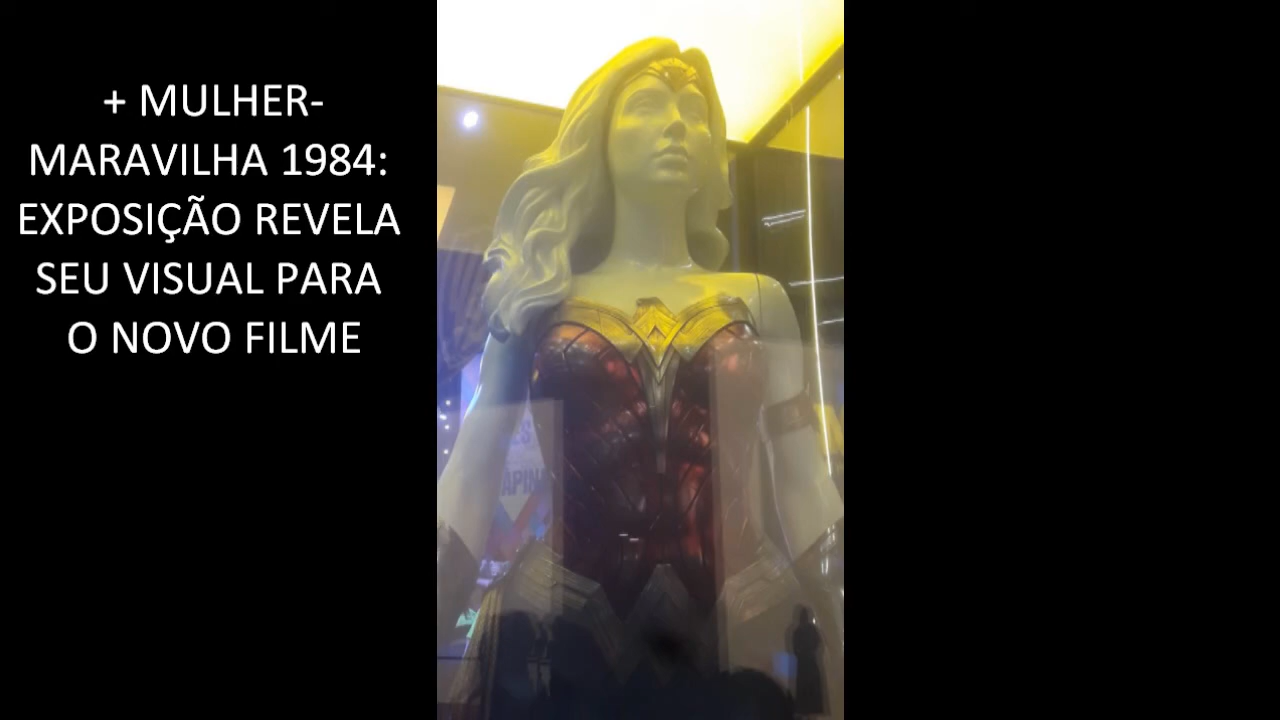 + MULHER-
MARAVILHA 1984:
EXPOSIÇÃO REVELA
SEU VISUAL PARA
O NOVO FILME